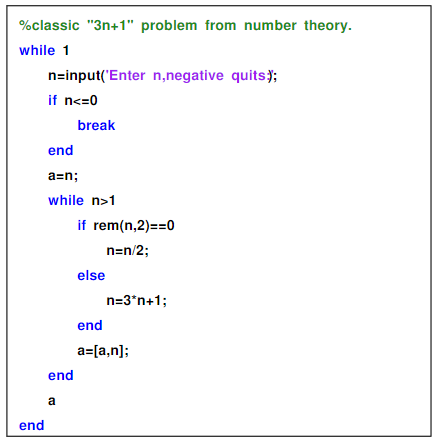 %classic "3n+1" problem from number theory.
while 1
n=input('Enter n,negative quits:');
if n<=0
break
end
a=n;
while n>1
if rem(n,2)==0
n=n/2;
else
n=3*n+1;
end
a=[a,n];
end
a
end